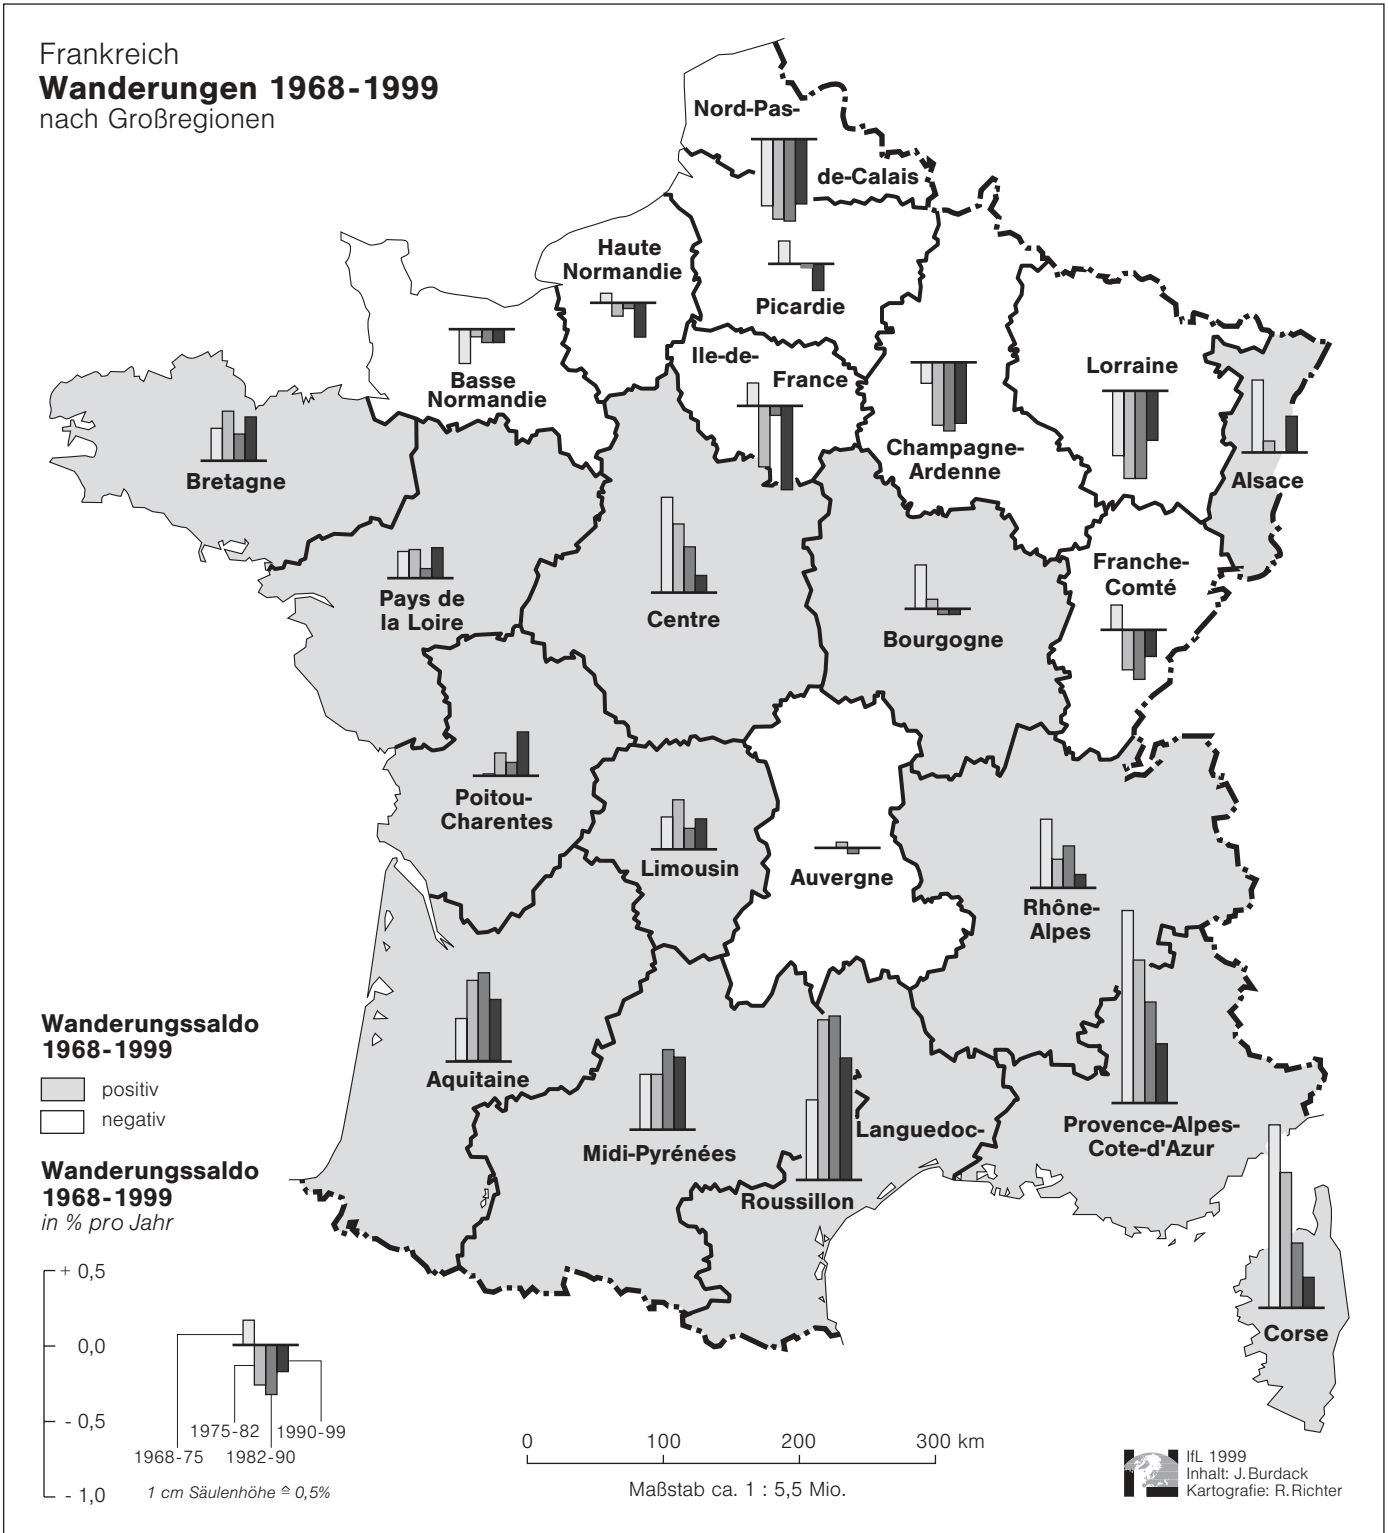 Frankreich
Wanderungen 1968-1999
nach Großregionen
Nord-Pas-
de-Calais
Haute
Normandie
Picardie
Basse
Normandie
Ile-de-
France
Lorraine
Champagne-
Ardenne
Alsace
Bretagne
Franche-
Comté
Pays de
la Loire
Centre
Bourgogne
Poitou-
Charentes
Limousin
Auvergne
Rhône-
Alpes
Aquitaine
Midi-Pyrénées
Languedoc-
Roussillon
Provence-Alpes-
Cote-d'Azur
Corse
Wanderungssaldo
1968-1999
positiv
negativ
Wanderungssaldo
1968-1999
in % pro Jahr
+ 0,5
0,0
- 0,5
- 1,0
1975-82
1990-99
1968-75
1982-90
1 cm Säulenhöhe ≙ 0,5%
0 100 200 300 km
Maßstab ca. 1 : 5,5 Mio.
IfL 1999
Inhalt: J. Burdack
Kartografie: R. Richter